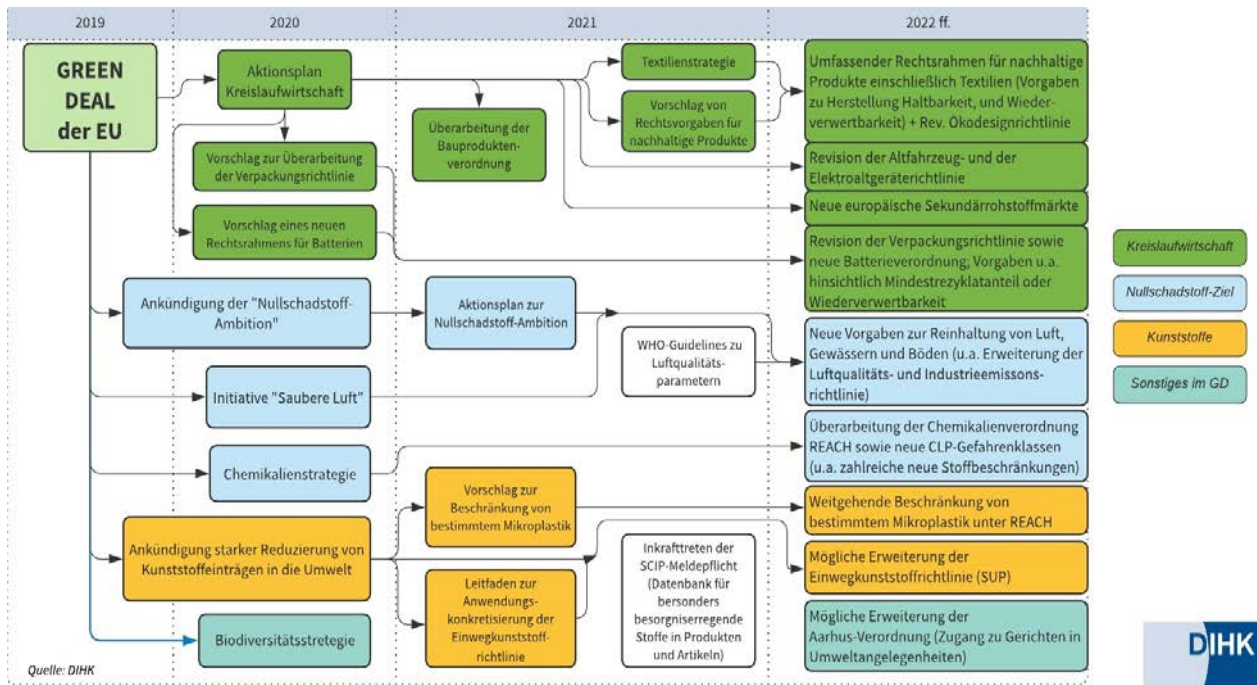 2019
2020
2021
2022 ff.
GREEN
DEAL
der EU
Aktionsplan
Kreislaufwirtschaft
Vorschlag zur Überarbeitung
der Verpackungsrichtlinie
Vorschlag eines neuen
Rechtsrahmens für Batterien
Überarbeitung der
Bauprodukten-
verordnung
Textilienstrategie
Vorschlag von
Rechtsvorgaben für
nachhaltige Produkte
Umfassender Rechtsrahmen für nachhaltige
Produkte einschließlich Textilien (Vorgaben
zu Herstellung Haltbarkeit, und Wieder-
verwertbarkeit) + Rev. Ökodesignrichtlinie
Revision der Altfahrzeug- und der
Elektroaltgeräterichtlinie
Neue europäische Sekundärrohstoffmärkte
Revision der Verpackungsrichtlinie sowie
neue Batterieverordnung; Vorgaben u.a.
hinsichtlich Mindestrezyklatanteil oder
Wiederverwertbarkeit
Ankündigung der "Nullschadstoff-
Ambition"
Aktionsplan zur
Nullschadstoff-Ambition
WHO-Guidelines zu
Luftqualitäts-
parametern
Neue Vorgaben zur Reinhaltung von Luft,
Gewässern und Böden (u.a. Erweiterung der
Luftqualitäts- und Industrieemissons-
richtlinie)
Initiative "Saubere Luft"
Chemikalienstrategie
Überarbeitung der Chemikalienverordnung
REACH sowie neue CLP-Gefahrenklassen
(u.a. zahlreiche neue Stoffbeschränkungen)
Ankündigung starker Reduzierung von
Kunststoffeinträgen in die Umwelt
Vorschlag zur
Beschränkung von
bestimmtem Mikroplastik
Leitfaden zur
Anwendungs-
konkretisierung der
Einwegkunststoff-
richtlinie
Inkrafttreten der
SCIP-Meldepflicht
(Datenbank für
bersonders
besorgniserregende
Stoffe in Produkten
und Artikeln)
Weitgehende Beschränkung von
bestimmtem Mikroplastik unter REACH
Mögliche Erweiterung der
Einwegkunststoffrichtlinie (SUP)
Biodiversitätsstretegie
Mögliche Erweiterung der
Aarhus-Verordnung (Zugang zu Gerichten in
Umweltangelegenheiten)
Quelle: DIHK
Kreislaufwirtschaft
Nullschadstoff-Ziel
Kunststoffe
Sonstiges im GD
DIHK